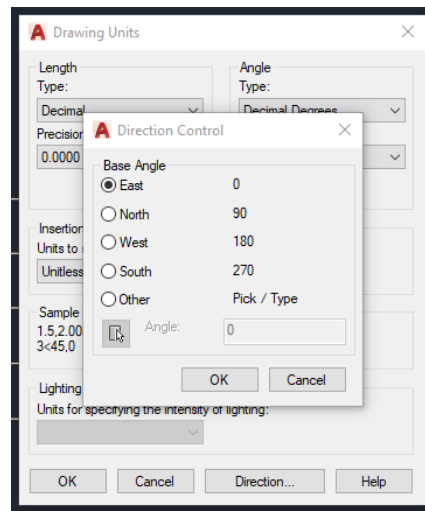 Drawing Units
Length
Angle
Type:
Type:
Decimal
Decimal Degrees
Precision
0.0000
Direction Control
Base Angle
East 0
North 90
West 180
South 270
Other Pick / Type
Angle: 0
OK Cancel
Insertion
Units to
Unitless
Sample
1.5,2.00
3<45,0
Lighting
Units for specifying the intensity of lighting:
OK Cancel Direction... Help